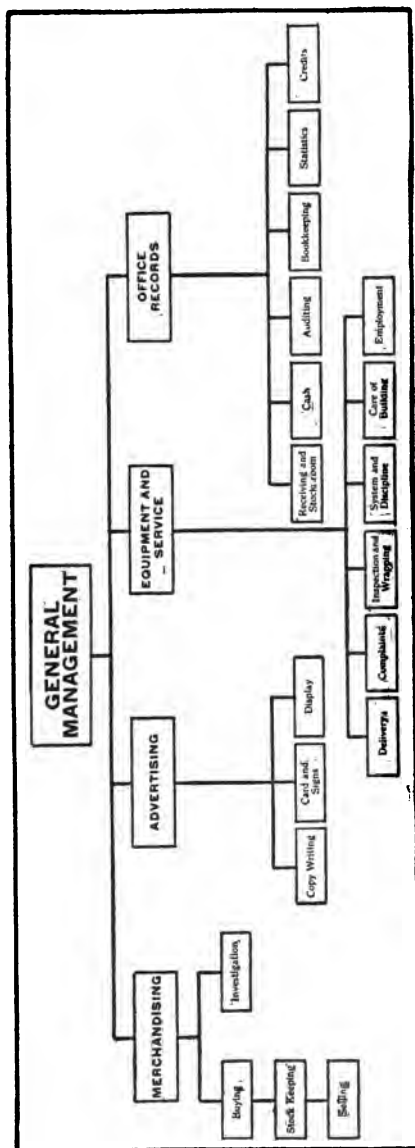 GENERAL
MANAGEMENT
MERCHANDISING
ADVERTISING
EQUIPMENT AND
SERVICE
OFFICE
RECORDS
Buying
Investigation
Stock Keeping
Selling
Copy Writing
Card and
Signs
Display
Receiving and
Stock-room
Cash
Auditing
Bookkeeping
Statistics
Credits
Delivery
Complaints
Inspection and
Wrapping
System and
Discipline
Care of
Building
Employment